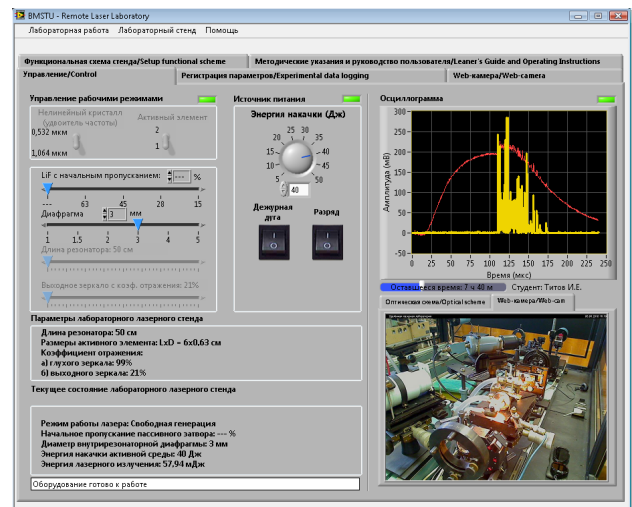 BMSTU - Remote Laser Laboratory
Лабораторная работа Лабораторный стенд Помощь
Функциональная схема стенда/Setup functional scheme
Методические указания и руководство пользователя/Leaner's Guide and Operating Instructions
Управление/Control
Регистрация параметров/Experimental data logging
Web-камера/Web-camera
Управление рабочими режимами
Нелинейный кристалл
(удвоитель частоты)
Активный элемент
0,532 мкм
1,064 мкм
2
1
LiF с начальным пропусканием: --- %
--- 63 45 28 15
Диафрагма 3 мм
1 1.5 2 3 4 5
Длина резонатора: 50 см
Выходное зеркало с коэф. отражения: 21%
Источник питания
Энергия накачки (Дж)
5 10 15 20 25 30 35 40 45 50
40
Дежурная
дуга
Разряд
Осциллограмма
Амплитуда (мВ)
300
250
200
150
100
50
0
-50
0 25 50 75 100 125 150 175 200 225 250
Время (мкс)
Оставшееся время: 7 ч 40 м
Студент: Титов И.Е.
Оптическая схема/Optical scheme
Web-камера/Web-cam
Параметры лабораторного лазерного стенда
Длина резонатора: 50 см
Размеры активного элемента: LxD = 6x0,63 см
Коэффициент отражения:
а) глухого зеркала: 99%
б) выходного зеркала: 21%
Текущее состояние лабораторного лазерного стенда
Режим работы лазера: Свободная генерация
Начальное пропускание пассивного затвора: --- %
Диаметр внутрирезонаторной диафрагмы: 3 мм
Энергия накачки активной среды: 40 Дж
Энергия лазерного излучения: 57,94 мДж
Оборудование готово к работе